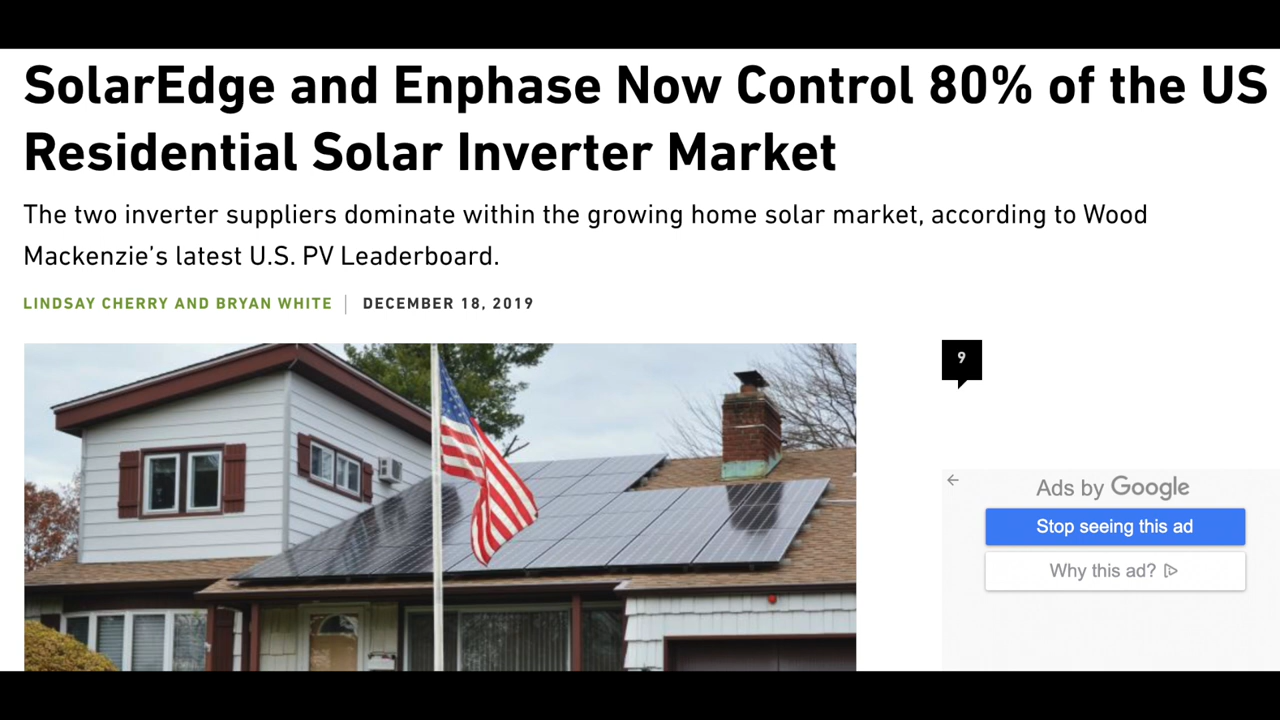 SolarEdge and Enphase Now Control 80% of the US
Residential Solar Inverter Market
The two inverter suppliers dominate within the growing home solar market, according to Wood
Mackenzie’s latest U.S. PV Leaderboard.
LINDSAY CHERRY AND BRYAN WHITE | DECEMBER 18, 2019
9
Ads by Google
Stop seeing this ad
Why this ad?